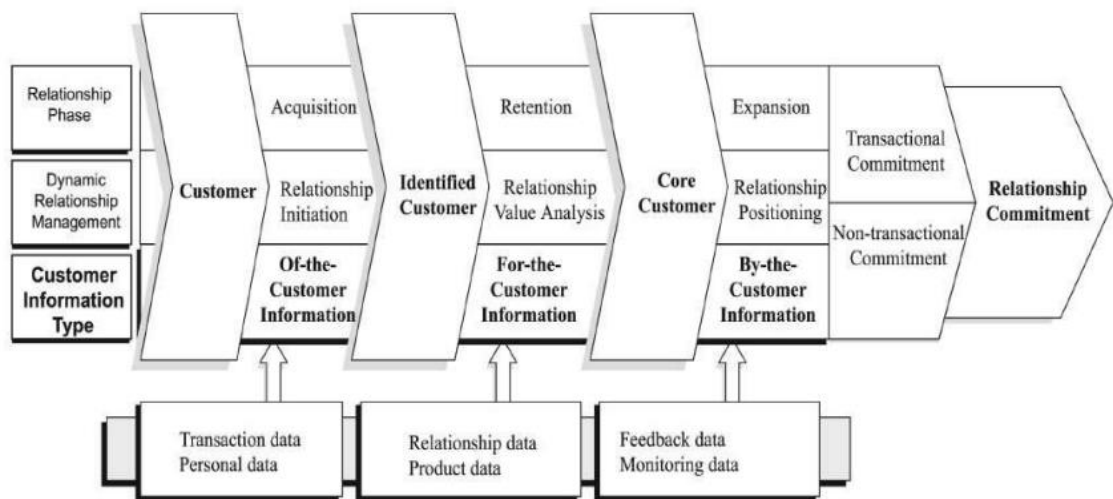 Relationship
Phase
Acquisition
Retention
Expansion
Dynamic
Relationship
Management
Customer
Relationship
Initiation
Identified
Customer
Relationship
Value Analysis
Core
Customer
Relationship
Positioning
Transactional
Commitment
Non-transactional
Commitment
Relationship
Commitment
Customer
Information
Type
Of-the-
Customer
Information
For-the-
Customer
Information
By-the-
Customer
Information
Transaction data
Personal data
Relationship data
Product data
Feedback data
Monitoring data